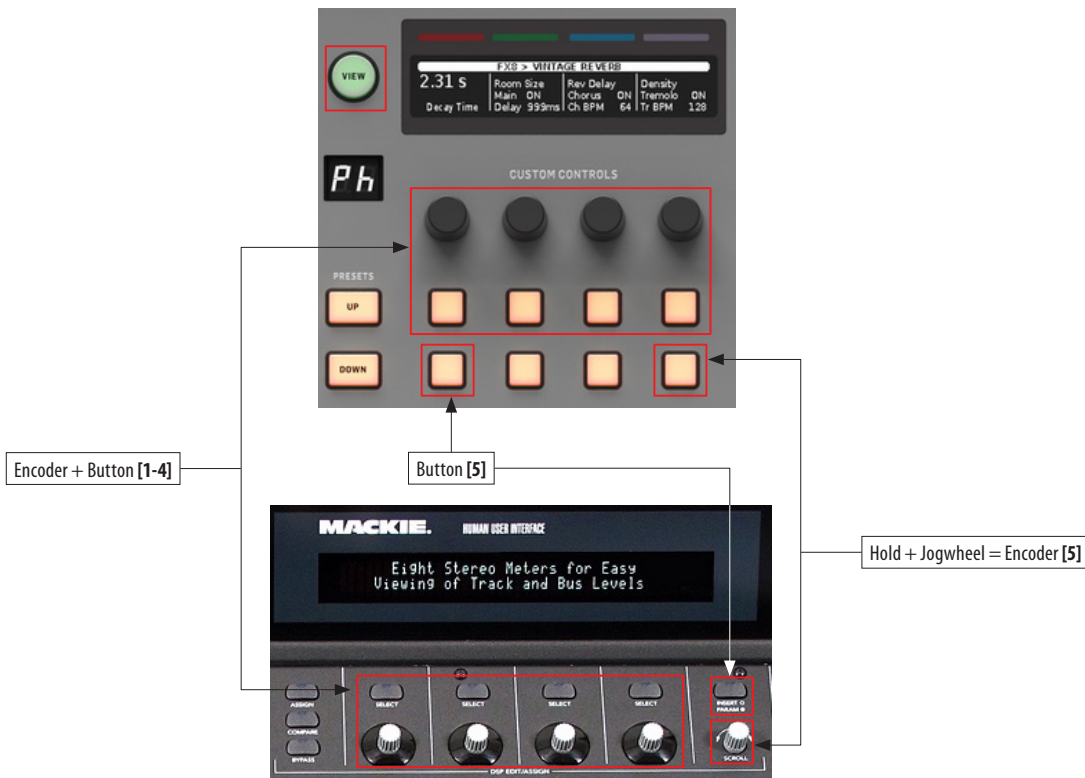 VIEW
FX8 > VINTAGE REVERB
2.31 s
Decay Time
Room Size
Main ON
Delay 999ms
Rev Delay
Chorus ON
Ch BPM 64
Density
Tremolo ON
Tr BPM 128
Ph
CUSTOM CONTROLS
PRESETS
UP
DOWN
Encoder + Button [1-4]
Button [5]
Hold + Jogwheel = Encoder [5]
MACKIE. HUMAN USER INTERFACE
Eight Stereo Meters for Easy
Viewing of Track and Bus Levels
ASSIGN
COMPARE
BYPASS
SELECT
SELECT
SELECT
SELECT
INSERT O
PARAM
SCROLL
DSP EDIT/ASSIGN